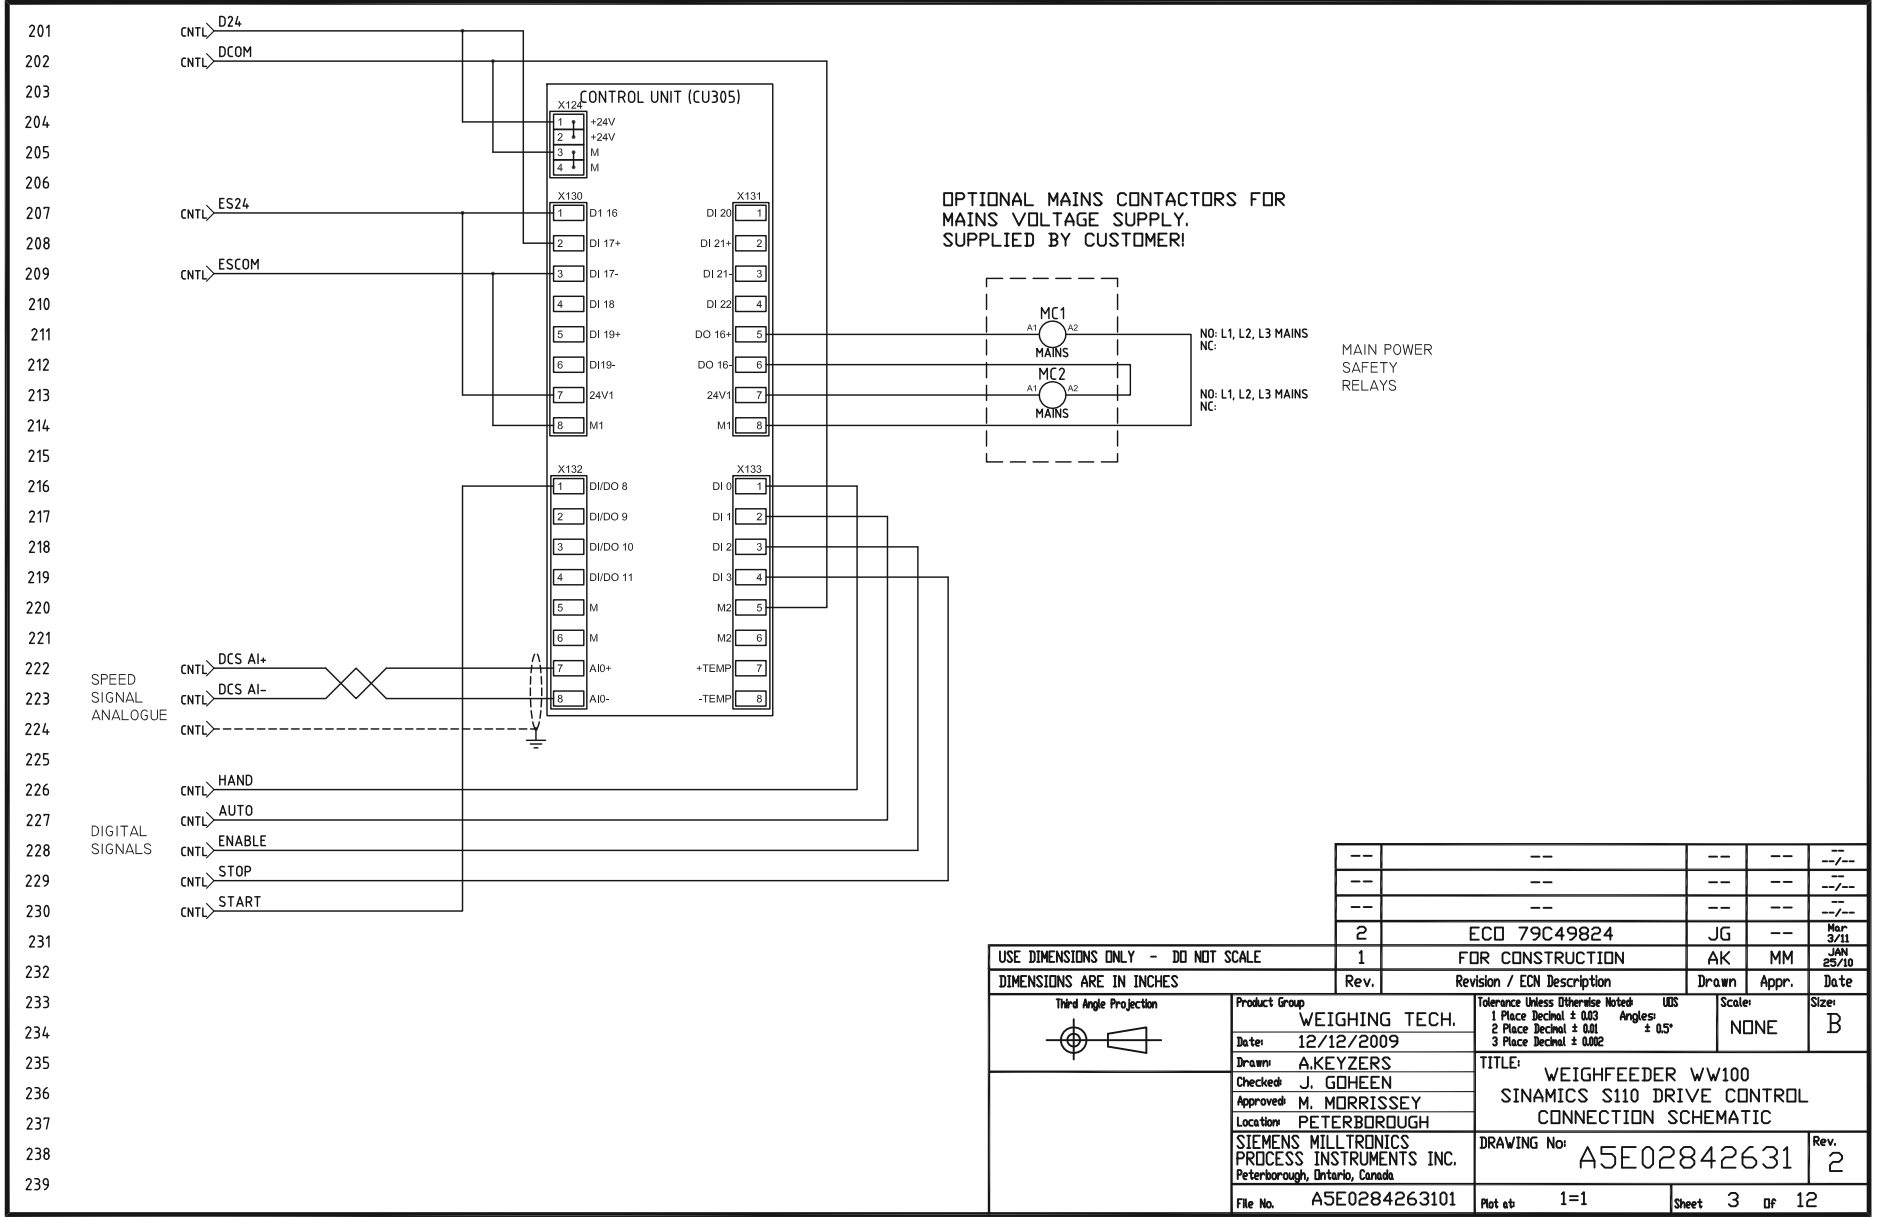 201 CNTL D24
202 CNTL DCOM
203 CONTROL UNIT (CU305)
X124
204 1 +24V
2 +24V
205 3 M
4 M
206
X130 X131
OPTIONAL MAINS CONTACTORS FOR
MAINS VOLTAGE SUPPLY.
SUPPLIED BY CUSTOMER!
207 CNTL ES24 1 D1 16 DI 20 1
208 2 DI 17+ DI 21+ 2
209 CNTL ESCOM 3 DI 17- DI 21- 3
210 4 DI 18 DI 22 4
MC1
211 5 DI 19+ DO 16+ 5 A1 A2 NO: L1, L2, L3 MAINS
NC:
MAINS
MAIN POWER
SAFETY
RELAYS
212 6 DI19- DO 16- 6
MC2
213 7 24V1 24V1 7 A1 A2 NO: L1, L2, L3 MAINS
NC:
MAINS
214 8 M1 M1 8
215
X132 X133
216 1 DI/DO 8 DI 0 1
217 2 DI/DO 9 DI 1 2
218 3 DI/DO 10 DI 2 3
219 4 DI/DO 11 DI 3 4
220 5 M M2 5
221 6 M M2 6
222 CNTL DCS AI+ 7 AI0+ +TEMP 7
SPEED
SIGNAL
ANALOGUE
223 CNTL DCS AI- 8 AI0- -TEMP 8
224 CNTL
225
226 CNTL HAND
227 CNTL AUTO
DIGITAL
SIGNALS
228 CNTL ENABLE
229 CNTL STOP
230 CNTL START
231
232
233
234
235
236
237
238
239
-- -- -- -- -- --/--
-- -- -- -- -- --/--
-- -- -- -- -- --/--
2 ECO 79C49824 JG -- Mar 3/11
1 FOR CONSTRUCTION AK MM JAN 25/10
Rev. Revision / ECN Description Drawn Appr. Date
USE DIMENSIONS ONLY - DO NOT SCALE
DIMENSIONS ARE IN INCHES
Third Angle Projection
Product Group
WEIGHING TECH.
Date: 12/12/2009
Drawn: A.KEYZERS
Checked: J. GOHEEN
Approved: M. MORRISSEY
Location: PETERBOROUGH
SIEMENS MILLTRONICS
PROCESS INSTRUMENTS INC.
Peterborough, Ontario, Canada
File No. A5E0284263101
Tolerance Unless Otherwise Noted: UOS
1 Place Decimal ± 0.03 Angles:
2 Place Decimal ± 0.01 ± 0.5°
3 Place Decimal ± 0.002
Scale: NONE
Size: B
TITLE:
WEIGHFEEDER WW100
SINAMICS S110 DRIVE CONTROL
CONNECTION SCHEMATIC
DRAWING No: A5E02842631
Rev. 2
Plot at: 1=1
Sheet 3 Of 12